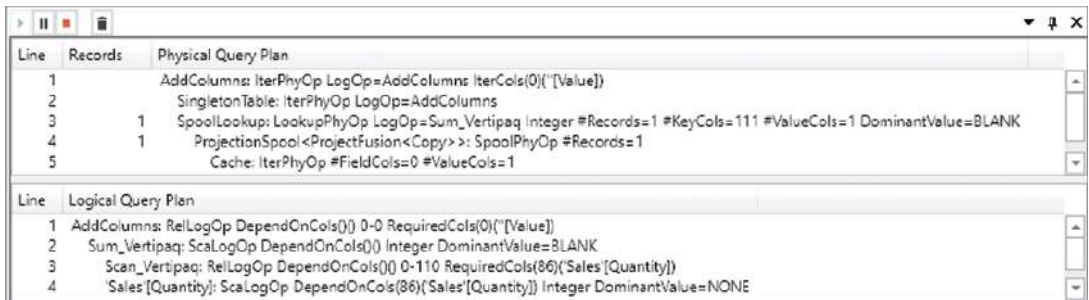 Line Records Physical Query Plan
1 AddColumns: IterPhyOp LogOp=AddColumns IterCols(0)(''[Value])
2 SingletonTable: IterPhyOp LogOp=AddColumns
3 1 SpoolLookup: LookupPhyOp LogOp=Sum_Vertipaq Integer #Records=1 #KeyCols=111 #ValueCols=1 DominantValue=BLANK
4 1 ProjectionSpool<ProjectFusion<Copy>>: SpoolPhyOp #Records=1
5 Cache: IterPhyOp #FieldCols=0 #ValueCols=1
Line Logical Query Plan
1 AddColumns: RelLogOp DependOnCols()() 0-0 RequiredCols(0)(''[Value])
2 Sum_Vertipaq: ScaLogOp DependOnCols()() Integer DominantValue=BLANK
3 Scan_Vertipaq: RelLogOp DependOnCols()() 0-110 RequiredCols(86)('Sales'[Quantity])
4 'Sales'[Quantity]: ScaLogOp DependOnCols(86)('Sales'[Quantity]) Integer DominantValue=NONE